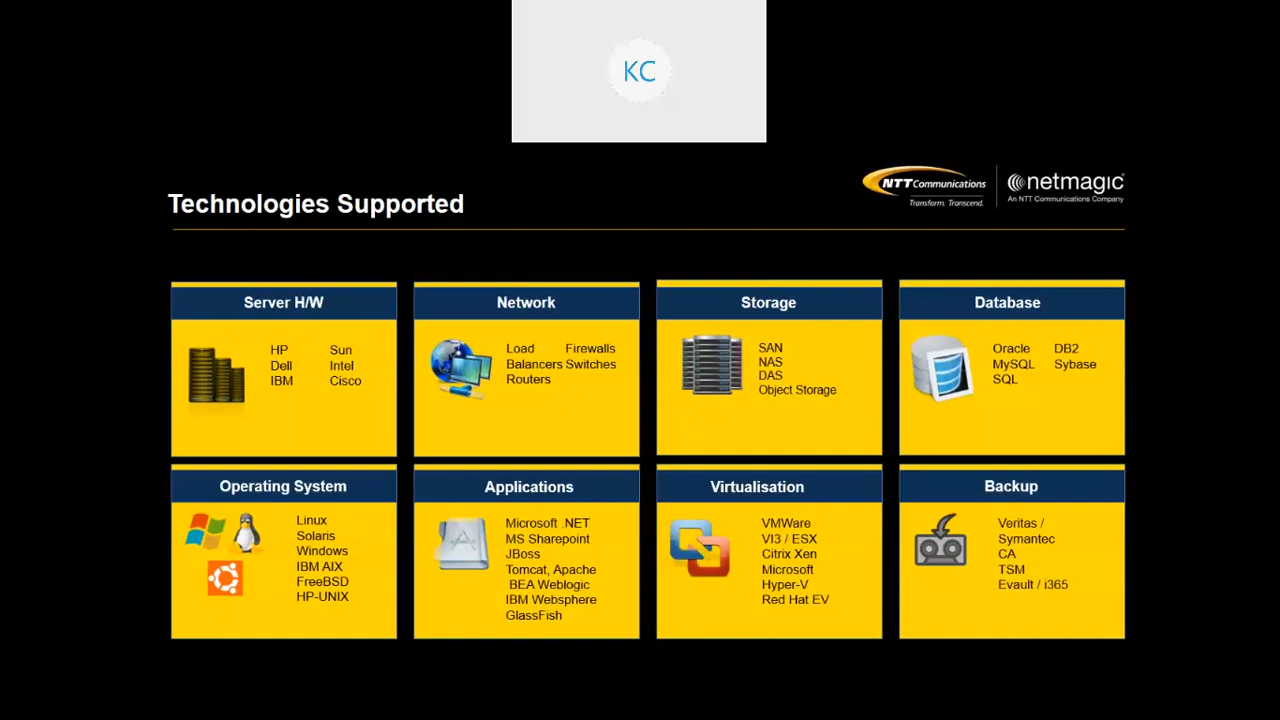 KC
NTT Communications
Transform. Transcend.
netmagic
An NTT Communications Company
Technologies Supported
Server H/W
HP Sun
Dell Intel
IBM Cisco
Network
Load Firewalls
Balancers Switches
Routers
Storage
SAN
NAS
DAS
Object Storage
Database
Oracle DB2
MySQL Sybase
SQL
Operating System
Linux
Solaris
Windows
IBM AIX
FreeBSD
HP-UNIX
Applications
Microsoft .NET
MS Sharepoint
JBoss
Tomcat, Apache
BEA Weblogic
IBM Websphere
GlassFish
Virtualisation
VMWare
VI3 / ESX
Citrix Xen
Microsoft
Hyper-V
Red Hat EV
Backup
Veritas /
Symantec
CA
TSM
Evault / i365